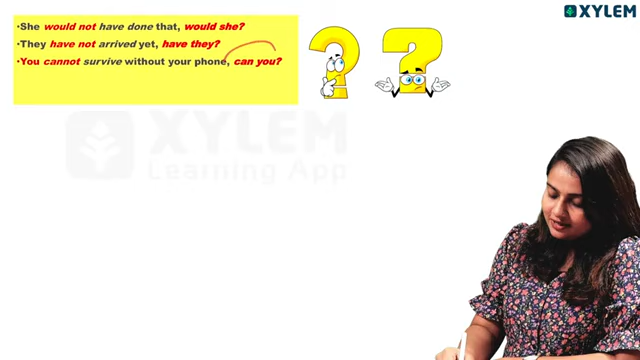 XYLEM
•She would not have done that, would she?
•They have not arrived yet, have they?
•You cannot survive without your phone, can you?
XYLEM
Learning App